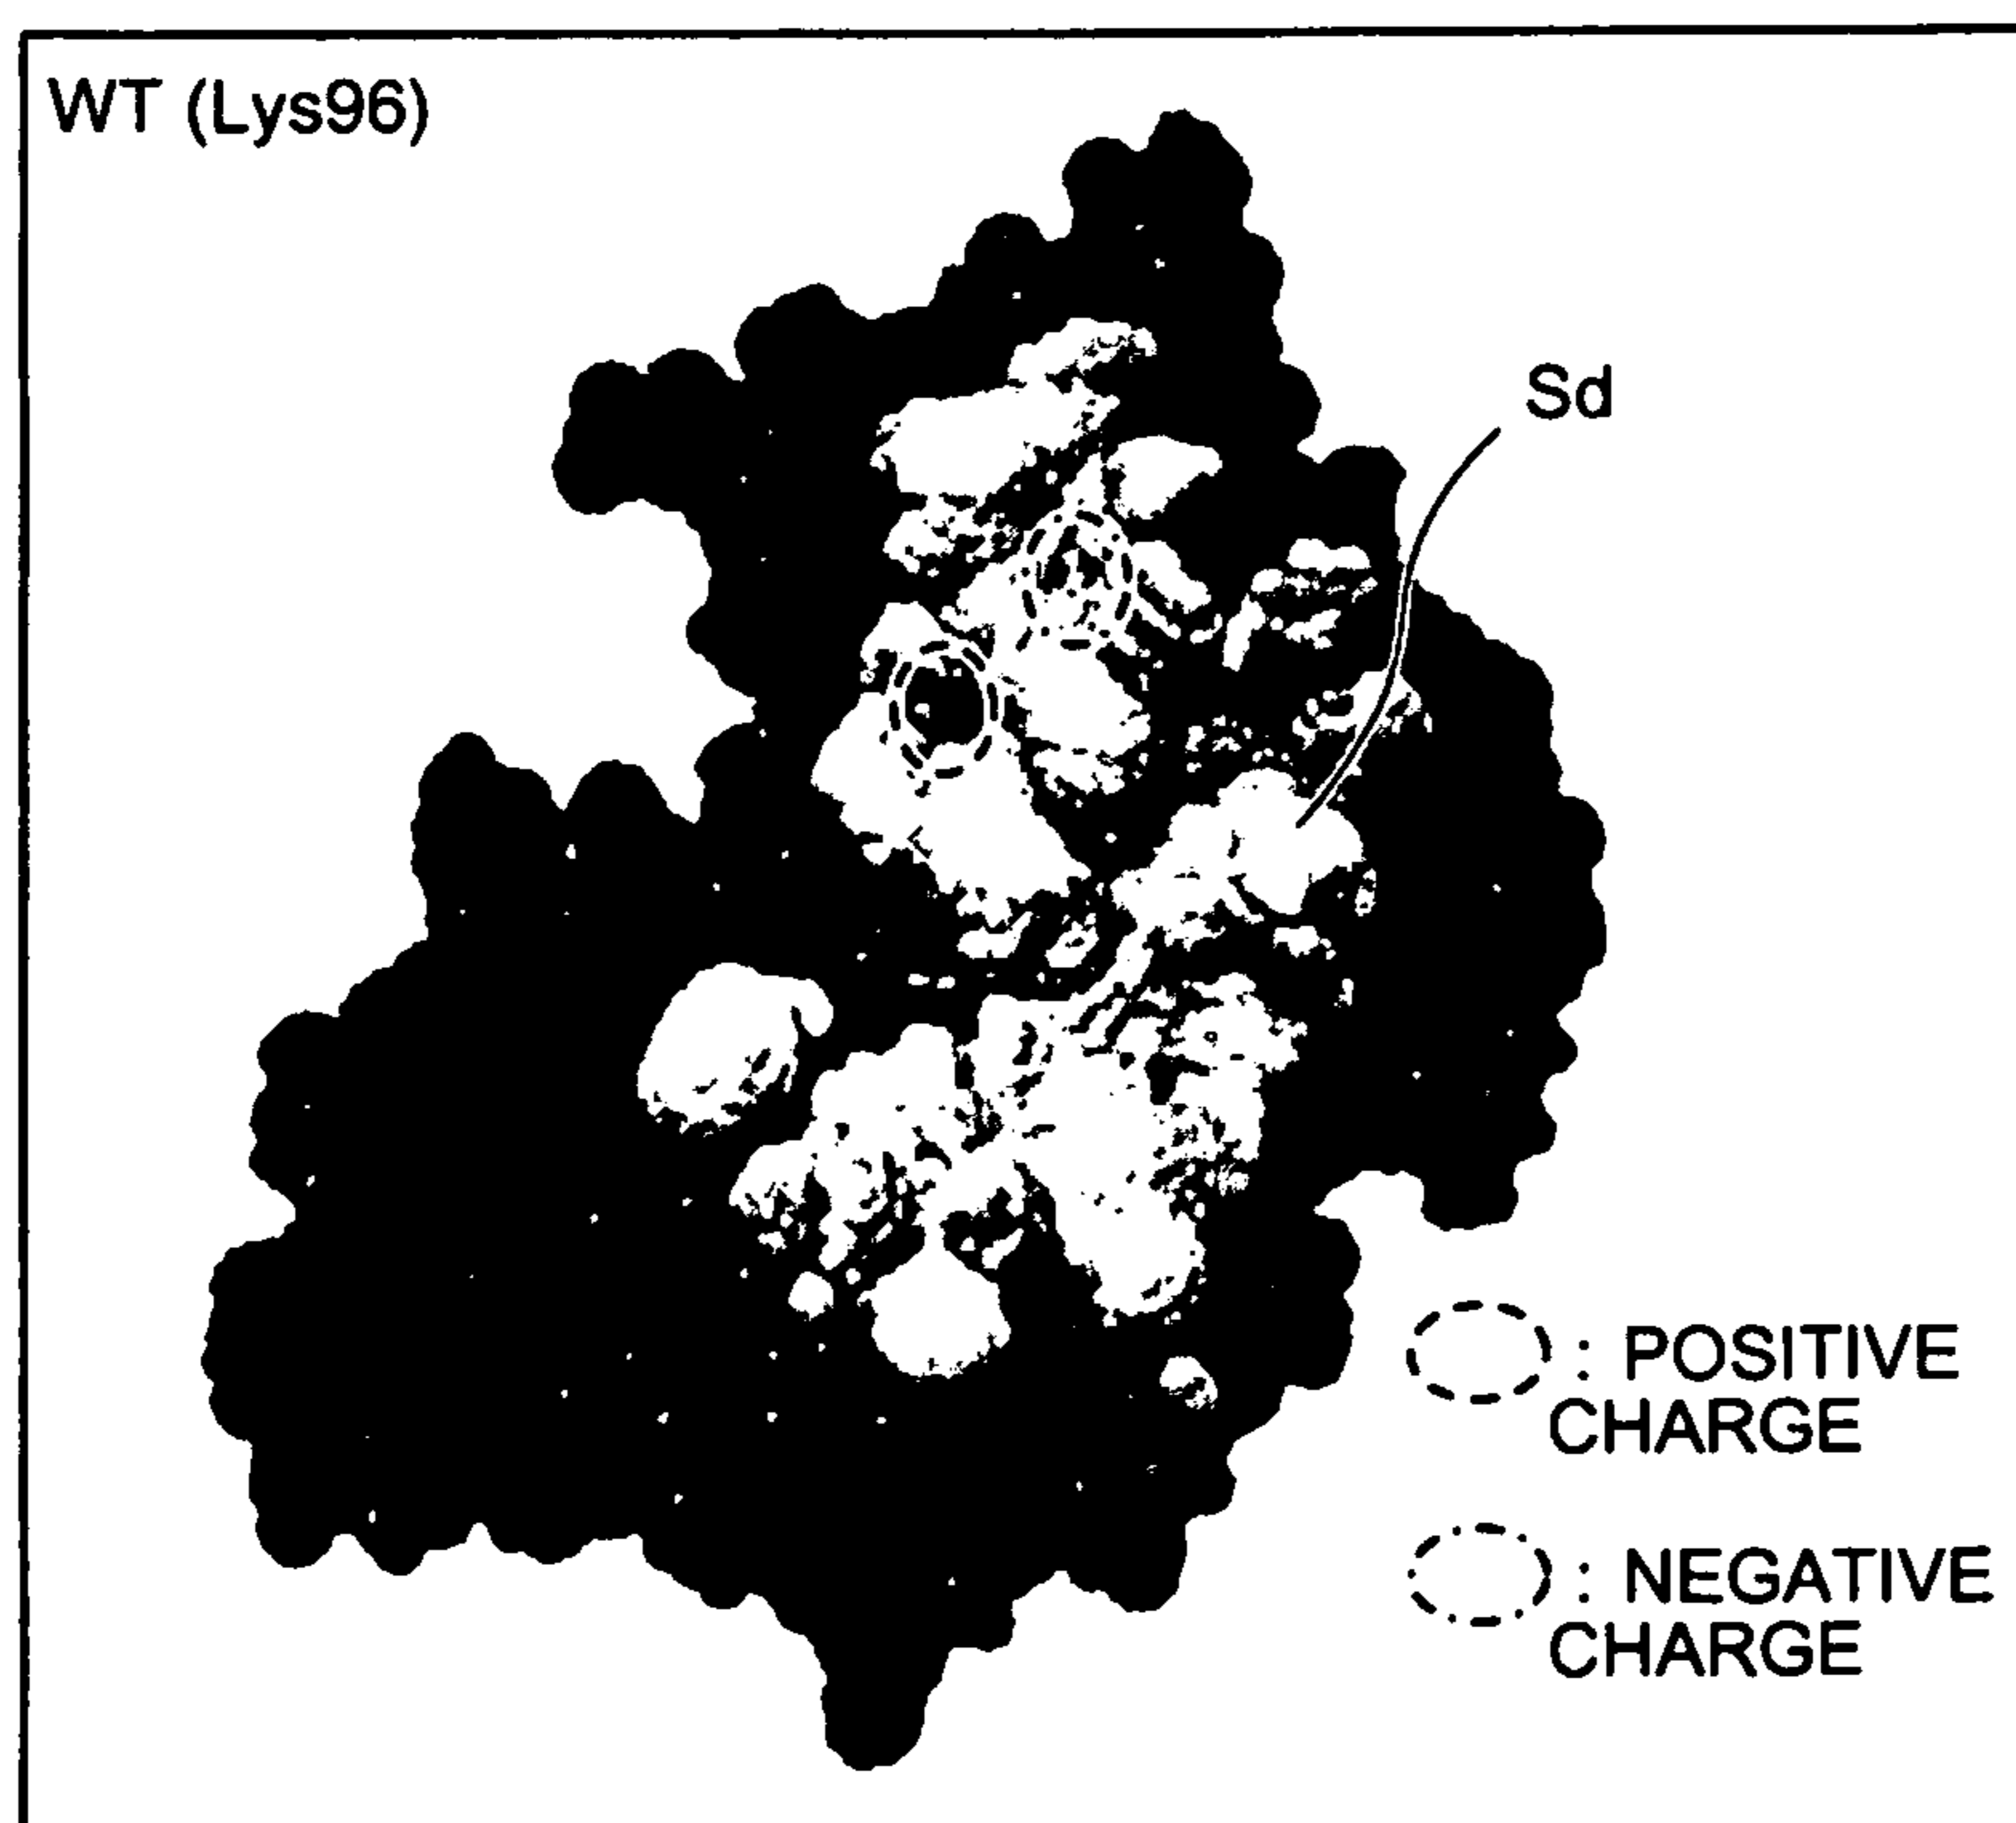 WT (Lys96)
Sd
: POSITIVE
CHARGE
: NEGATIVE
CHARGE